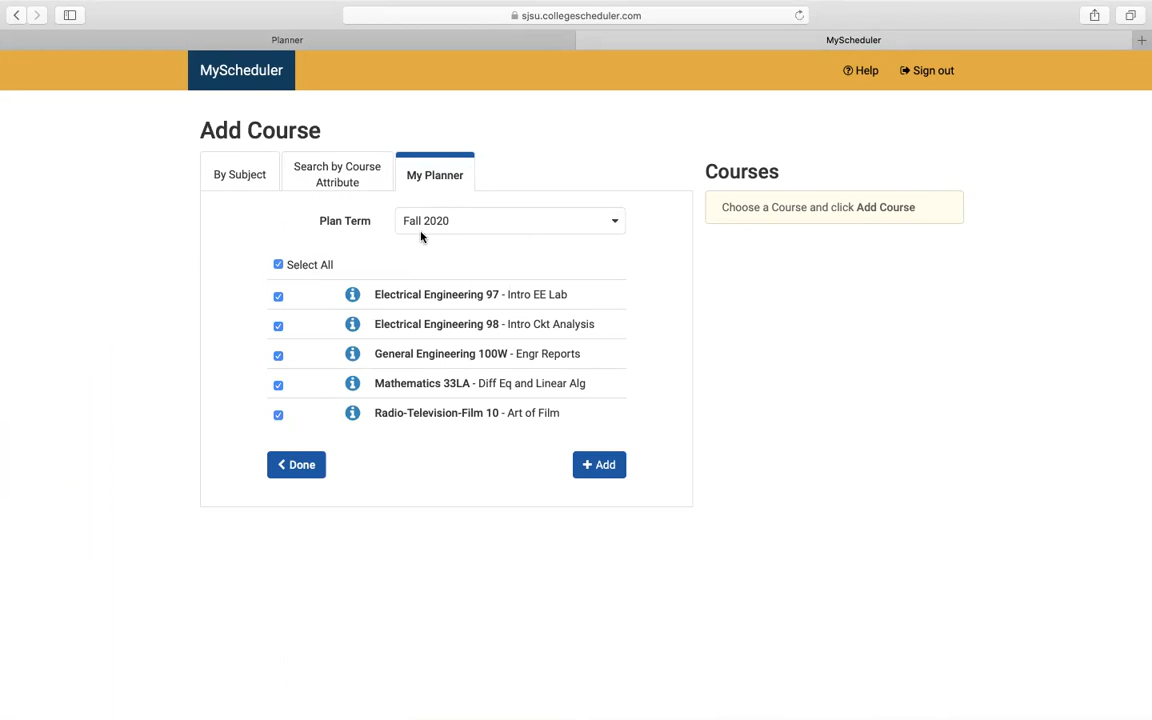 sjsu.collegescheduler.com
Planner
MyScheduler
MyScheduler
Help
Sign out
Add Course
By Subject
Search by Course
Attribute
My Planner
Plan Term
Fall 2020
Select All
Electrical Engineering 97 - Intro EE Lab
Electrical Engineering 98 - Intro Ckt Analysis
General Engineering 100W - Engr Reports
Mathematics 33LA - Diff Eq and Linear Alg
Radio-Television-Film 10 - Art of Film
Done
+ Add
Courses
Choose a Course and click Add Course